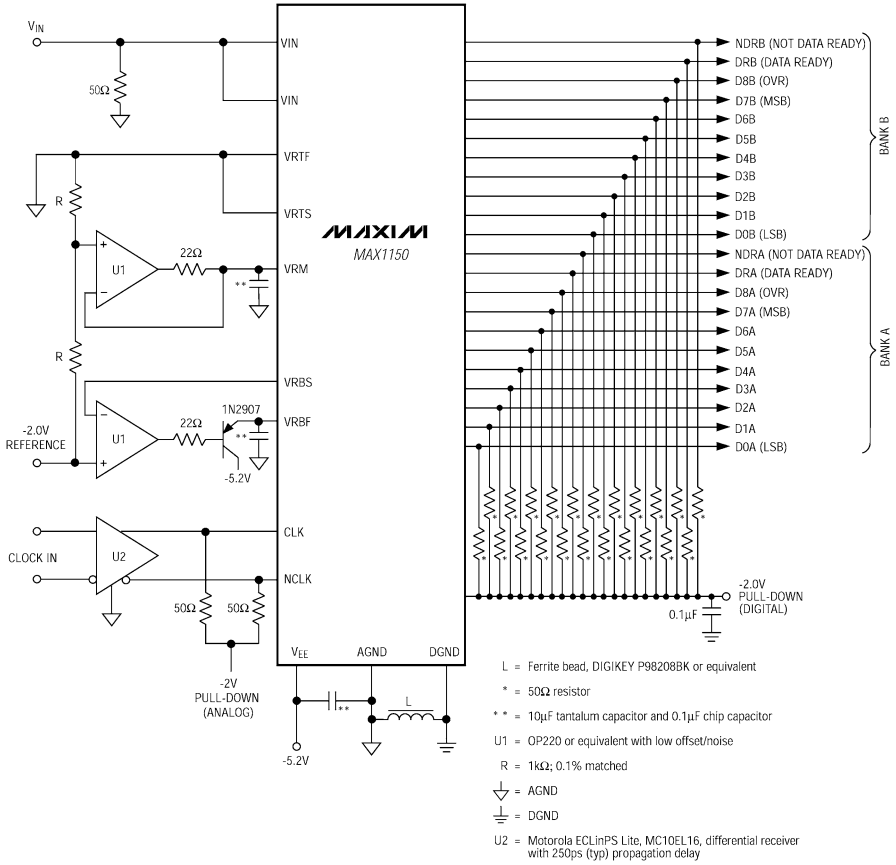 VIN
50Ω
VIN
VIN
VRTF
R
VRTS
+
U1
−
22Ω
VRM
**
R
VRBS
−
U1
+
22Ω
1N2907
**
VRBF
-5.2V
-2.0V
REFERENCE
CLOCK IN
U2
CLK
NCLK
50Ω
50Ω
-2V
PULL-DOWN
(ANALOG)
MAXIM
MAX1150
VEE
AGND
DGND
**
L
-5.2V
NDRB (NOT DATA READY)
DRB (DATA READY)
D8B (OVR)
D7B (MSB)
D6B
D5B
D4B
D3B
D2B
D1B
D0B (LSB)
BANK B
NDRA (NOT DATA READY)
DRA (DATA READY)
D8A (OVR)
D7A (MSB)
D6A
D5A
D4A
D3A
D2A
D1A
D0A (LSB)
BANK A
* * * * * * * * * * *
* * * * * * * * * * *
-2.0V
PULL-DOWN
(DIGITAL)
0.1µF
L = Ferrite bead, DIGIKEY P98208BK or equivalent
* = 50Ω resistor
* * = 10µF tantalum capacitor and 0.1µF chip capacitor
U1 = OP220 or equivalent with low offset/noise
R = 1kΩ; 0.1% matched
= AGND
= DGND
U2 = Motorola ECLinPS Lite, MC10EL16, differential receiver
with 250ps (typ) propagation delay